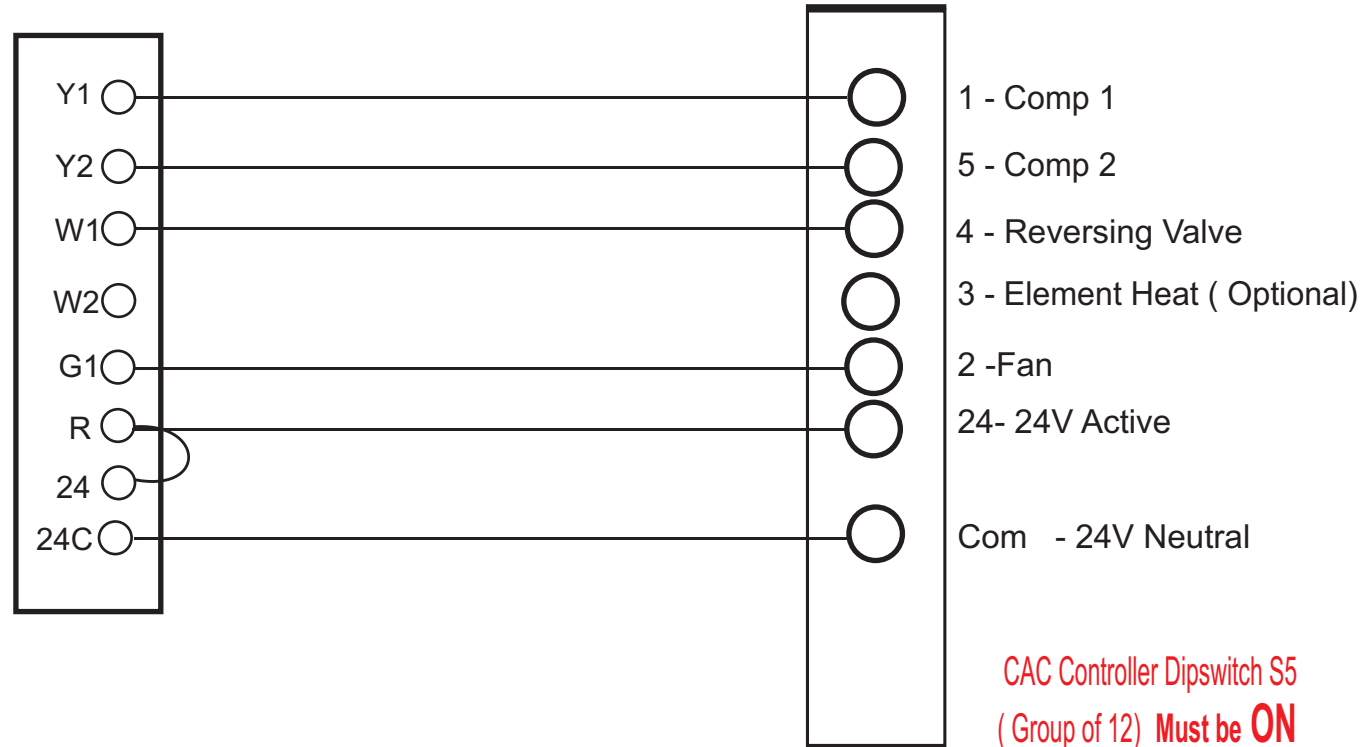 Y1
Y2
W1
W2
G1
R
24
24C
1 - Comp 1
5 - Comp 2
4 - Reversing Valve
3 - Element Heat ( Optional)
2 -Fan
24- 24V Active
Com - 24V Neutral
CAC Controller Dipswitch S5
( Group of 12) Must be ON